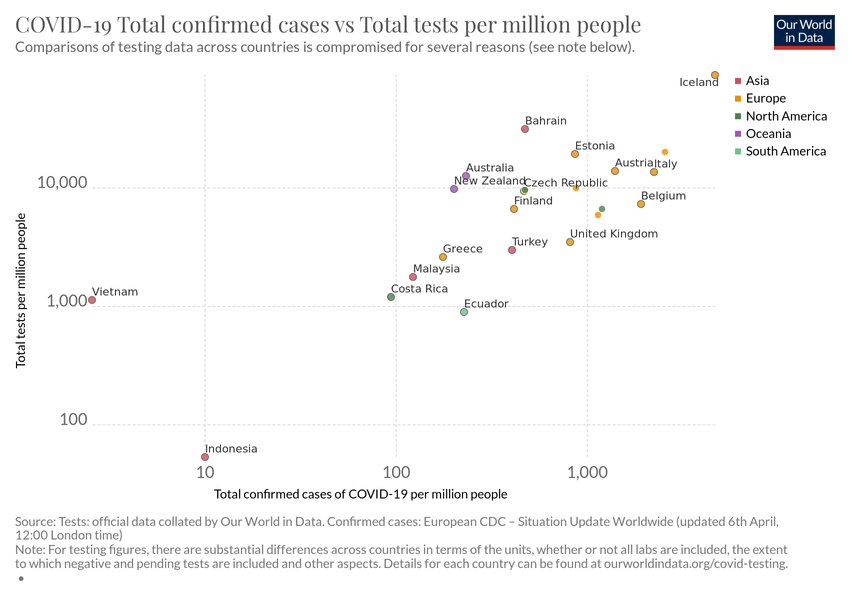 COVID-19 Total confirmed cases vs Total tests per million people
Comparisons of testing data across countries is compromised for several reasons (see note below).
Our World
in Data
Iceland
Asia
Europe
North America
Oceania
South America
Bahrain
Estonia
Austria
Italy
Australia
New Zealand
Czech Republic
10,000
Belgium
Finland
United Kingdom
Turkey
Greece
Malaysia
Costa Rica
Vietnam
1,000
Ecuador
Total tests per million people
100
Indonesia
10
100
1,000
Total confirmed cases of COVID-19 per million people
Source: Tests: official data collated by Our World in Data. Confirmed cases: European CDC – Situation Update Worldwide (updated 6th April,
12:00 London time)
Note: For testing figures, there are substantial differences across countries in terms of the units, whether or not all labs are included, the extent
to which negative and pending tests are included and other aspects. Details for each country can be found at ourworldindata.org/covid-testing.